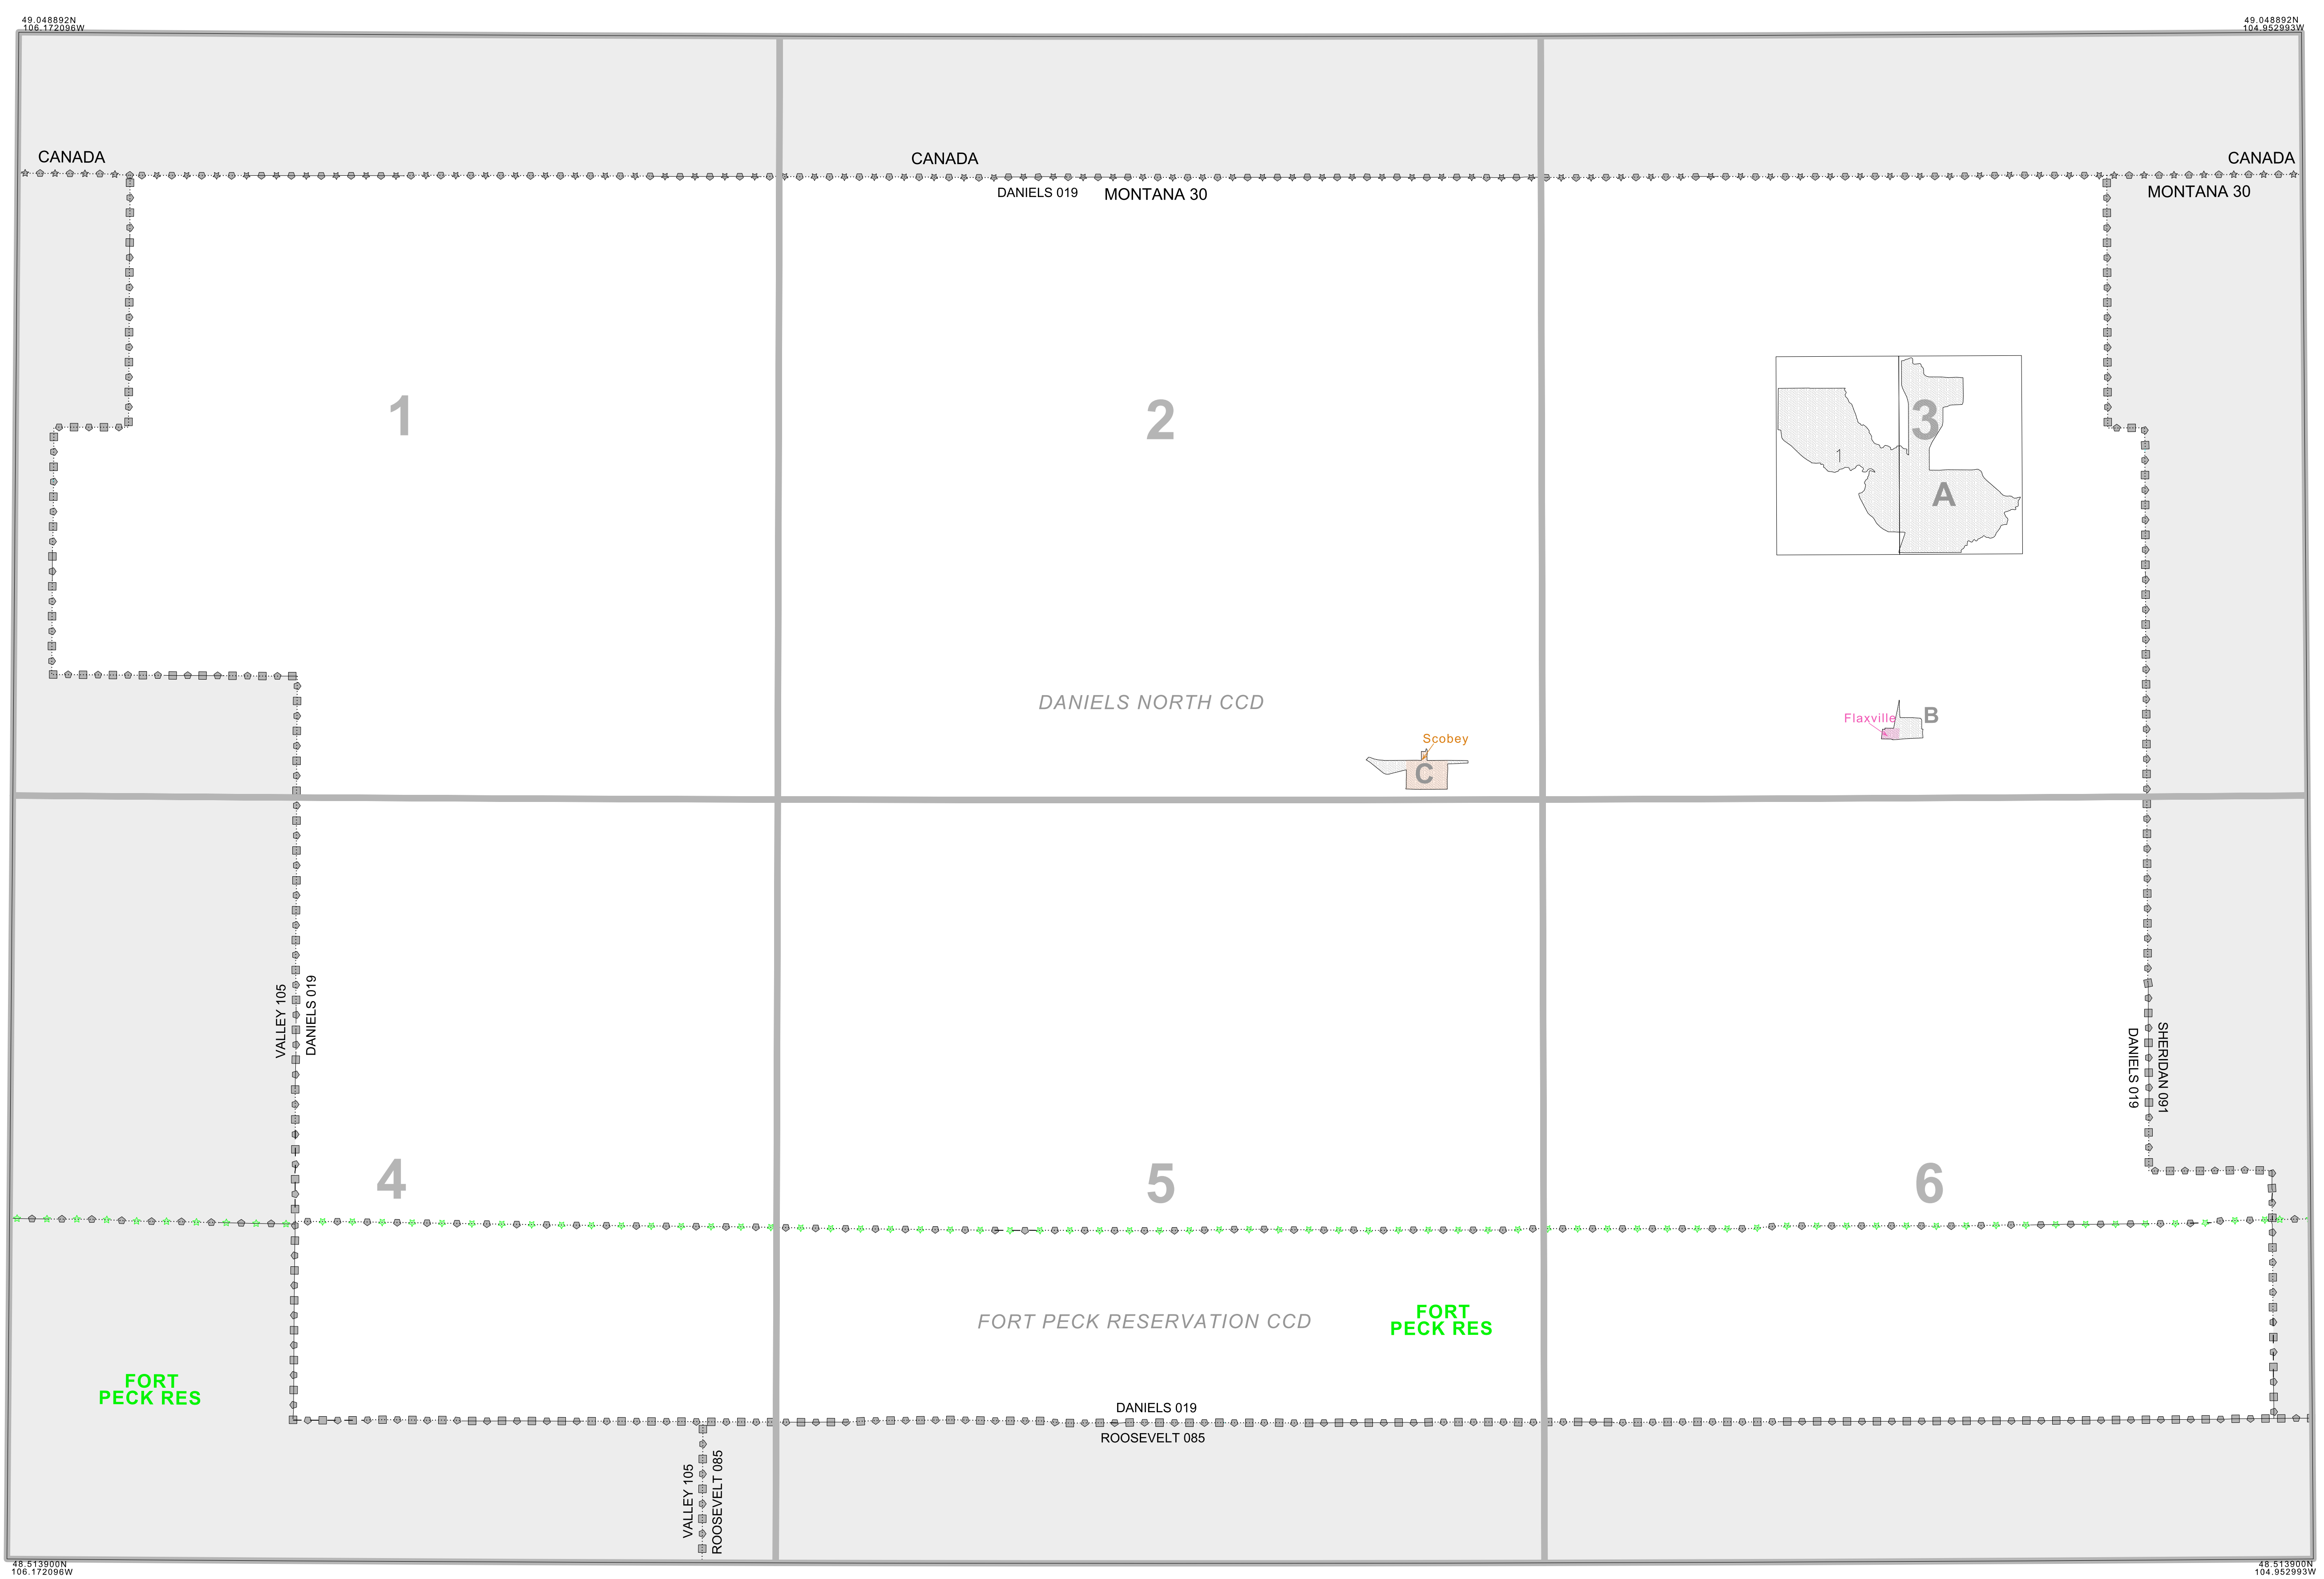 49.048892N
106.172096W
49.048892N
104.952993W
CANADA
CANADA
CANADA
DANIELS 019
MONTANA 30
MONTANA 30
1
2
3
1
A
DANIELS NORTH CCD
Flaxville
B
Scobey
C
VALLEY 105
DANIELS 019
DANIELS 019
SHERIDAN 091
4
5
6
FORT
PECK RES
FORT PECK RESERVATION CCD
FORT
PECK RES
DANIELS 019
ROOSEVELT 085
VALLEY 105
ROOSEVELT 085
48.513900N
106.172096W
48.513900N
104.952993W